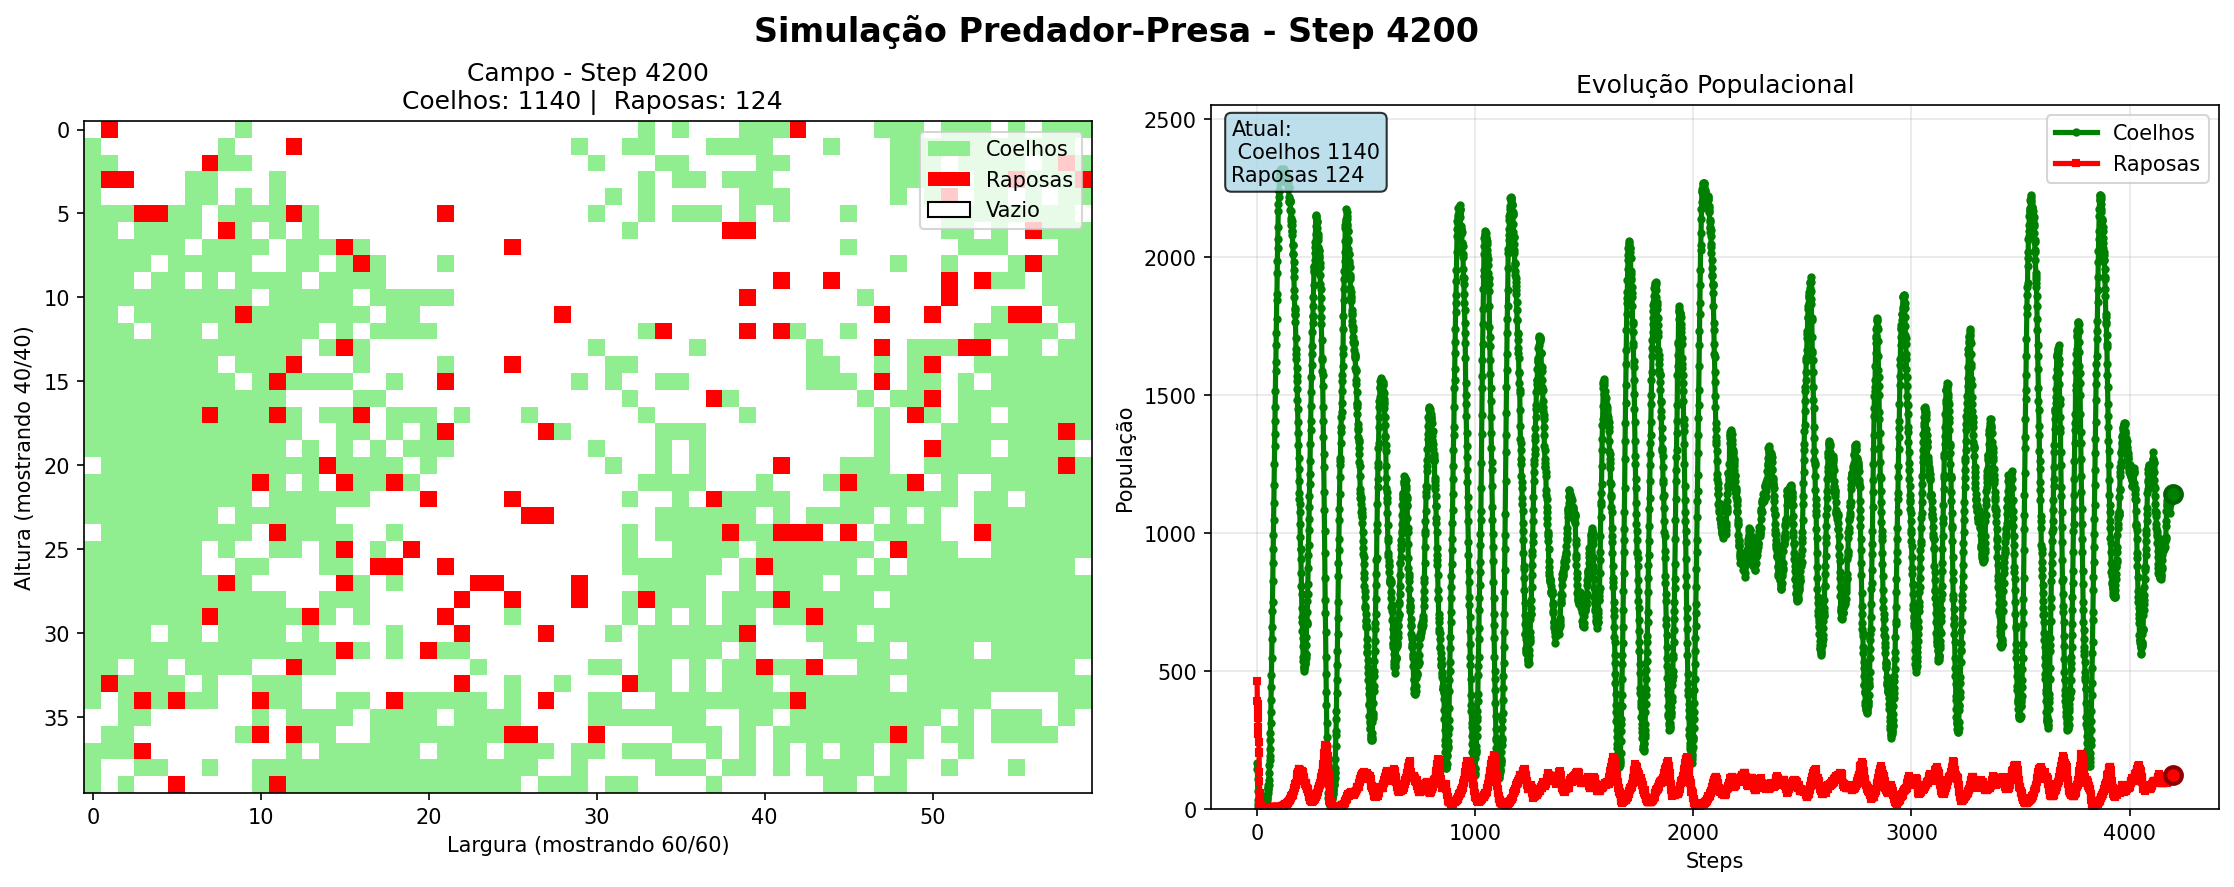 Simulação Predador-Presa - Step 4200
Campo - Step 4200
Coelhos: 1140 |  Raposas: 124
Coelhos
Raposas
Vazio
0
5
10
15
20
25
30
35
Altura (mostrando 40/40)
0
10
20
30
40
50
Largura (mostrando 60/60)
Evolução Populacional
Atual:
Coelhos 1140
Raposas 124
Coelhos
Raposas
2500
2000
1500
1000
500
0
População
0
1000
2000
3000
4000
Steps